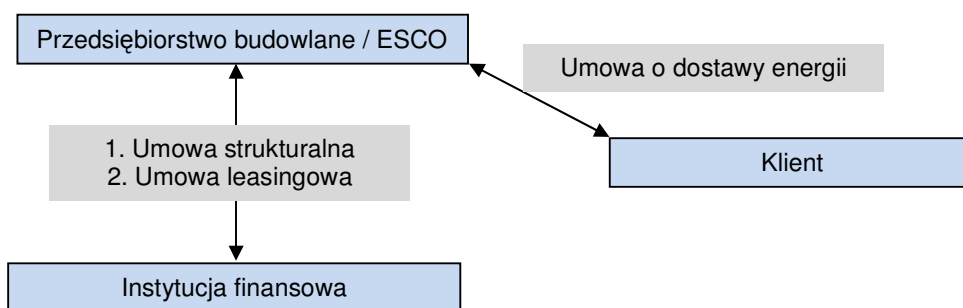 Przedsiębiorstwo budowlane / ESCO
Umowa o dostawy energii
1. Umowa strukturalna
2. Umowa leasingowa
Klient
Instytucja finansowa